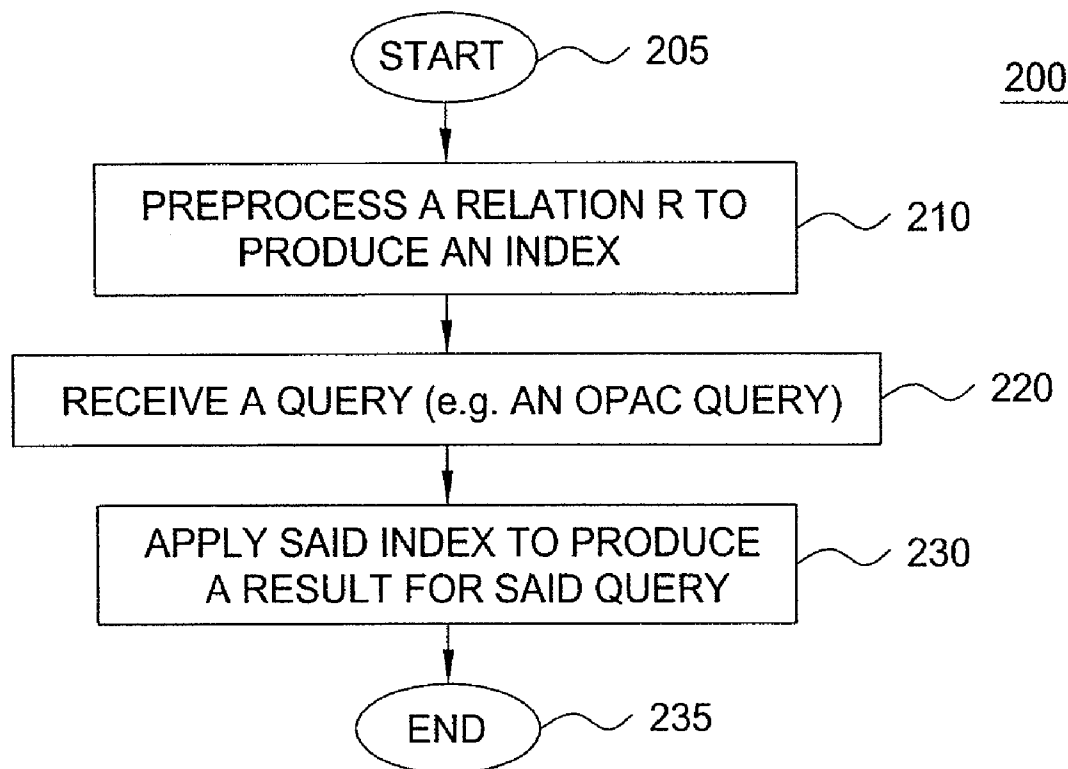 START
205
200
PREPROCESS A RELATION R TO
PRODUCE AN INDEX
210
RECEIVE A QUERY (e.g. AN OPAC QUERY)
220
APPLY SAID INDEX TO PRODUCE
A RESULT FOR SAID QUERY
230
END
235